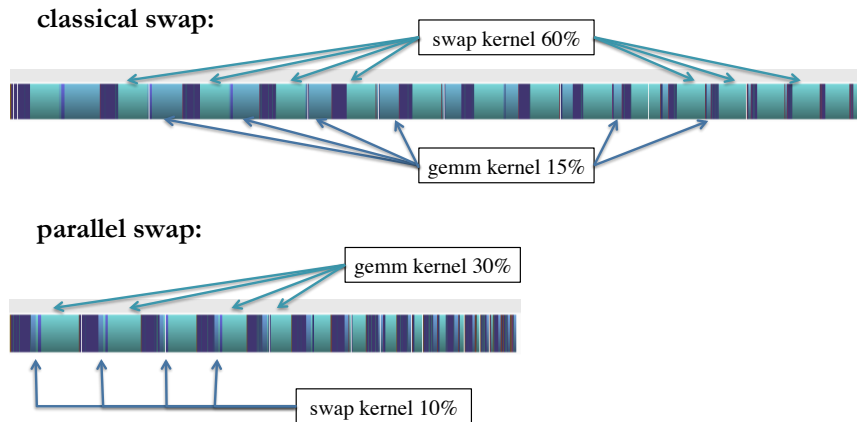 classical swap:
swap kernel 60%
gemm kernel 15%
parallel swap:
gemm kernel 30%
swap kernel 10%